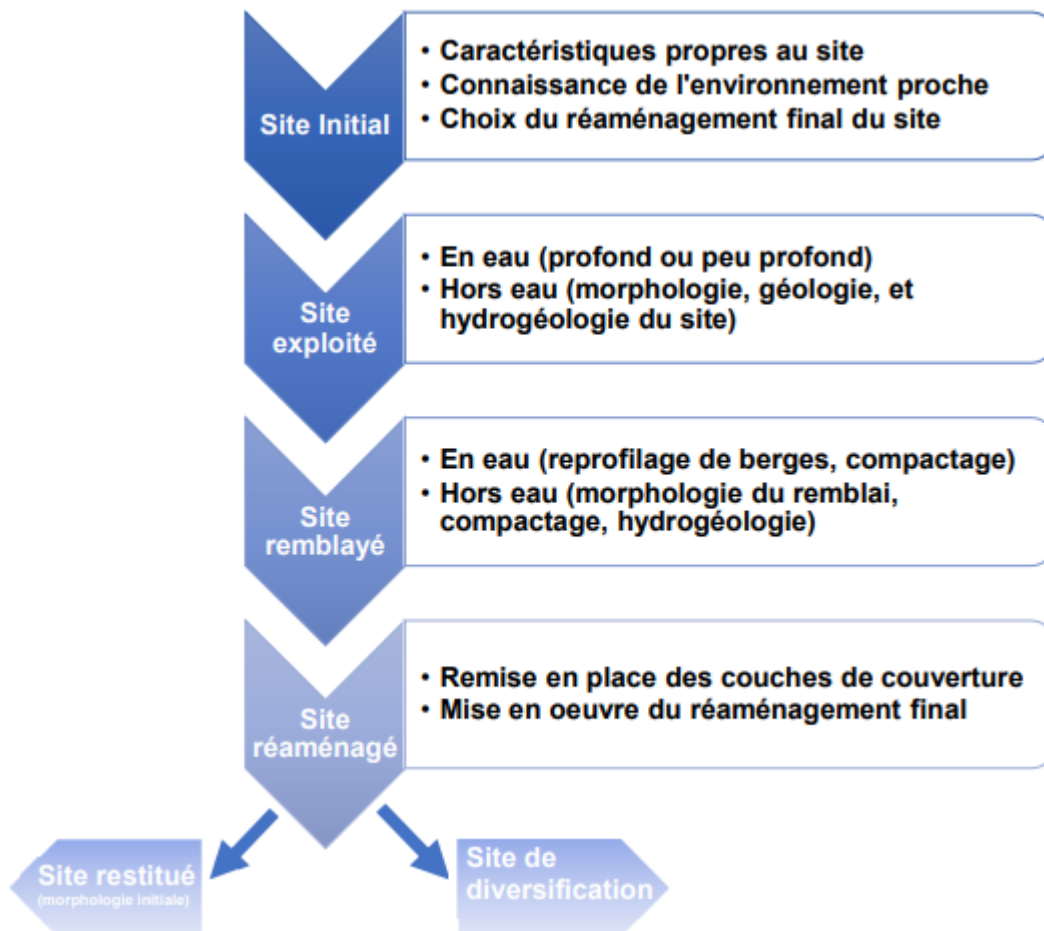 • Caractéristiques propres au site
• Connaissance de l'environnement proche
• Choix du réaménagement final du site
Site Initial
• En eau (profond ou peu profond)
• Hors eau (morphologie, géologie, et
hydrogéologie du site)
Site
exploité
• En eau (reprofilage de berges, compactage)
• Hors eau (morphologie du remblai,
compactage, hydrogéologie)
Site
remblayé
• Remise en place des couches de couverture
• Mise en oeuvre du réaménagement final
Site
réaménagé
Site restitué
(morphologie initiale)
Site de
diversification